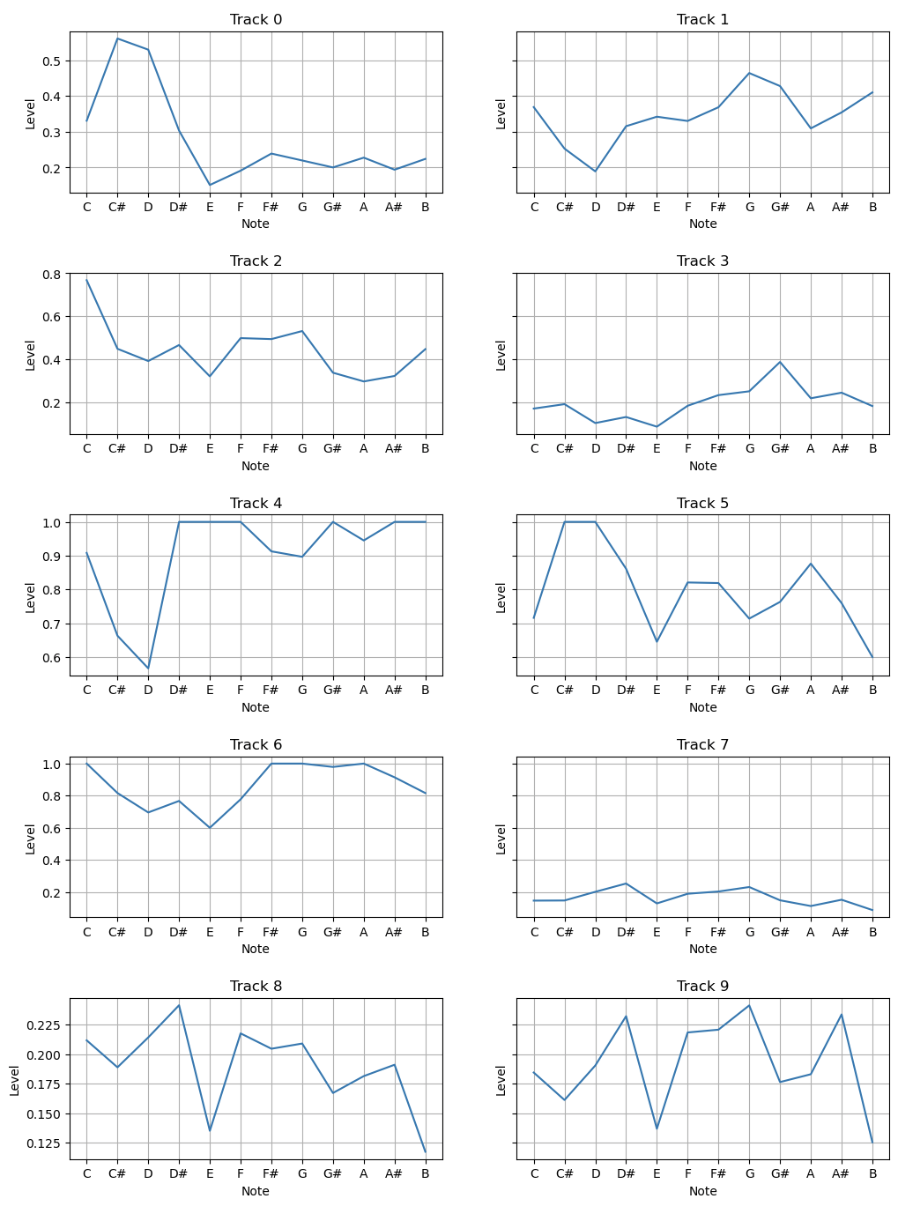 Track 0
Track 1
0.5
0.4
0.3
0.2
Level
Level
C C# D D# E F F# G G# A A# B
C C# D D# E F F# G G# A A# B
Note
Note
Track 2
Track 3
0.8
0.6
0.4
0.2
Level
Level
C C# D D# E F F# G G# A A# B
C C# D D# E F F# G G# A A# B
Note
Note
Track 4
Track 5
1.0
0.9
0.8
0.7
0.6
Level
Level
C C# D D# E F F# G G# A A# B
C C# D D# E F F# G G# A A# B
Note
Note
Track 6
Track 7
1.0
0.8
0.6
0.4
0.2
Level
Level
C C# D D# E F F# G G# A A# B
C C# D D# E F F# G G# A A# B
Note
Note
Track 8
Track 9
0.225
0.200
0.175
0.150
0.125
Level
Level
C C# D D# E F F# G G# A A# B
C C# D D# E F F# G G# A A# B
Note
Note